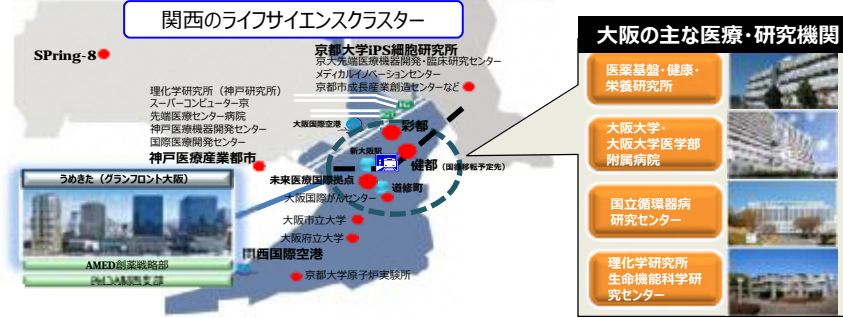 関西のライフサイエンスクラスター
SPring-8
京都大学iPS細胞研究所
京大先端医療機器開発・臨床研究センター
メディカルイノベーションセンター
京都市成長産業創造センターなど
理化学研究所（神戸研究所）
スーパーコンピューター京
先端医療センター病院
神戸医療機器開発センター
国際医療開発センター
神戸医療産業都市
大阪国際空港
彩都
新大阪駅
健都（国循移転予定先）
未来医療国際拠点
道修町
大阪国際がんセンター
大阪市立大学
大阪府立大学
関西国際空港
京都大学原子炉実験所
うめきた（グランフロント大阪）
AMED創薬戦略部
大阪の主な医療・研究機関
医薬基盤・健康・
栄養研究所
大阪大学・
大阪大学医学部
附属病院
国立循環器病
研究センター
理化学研究所
生命機能科学研
究センター